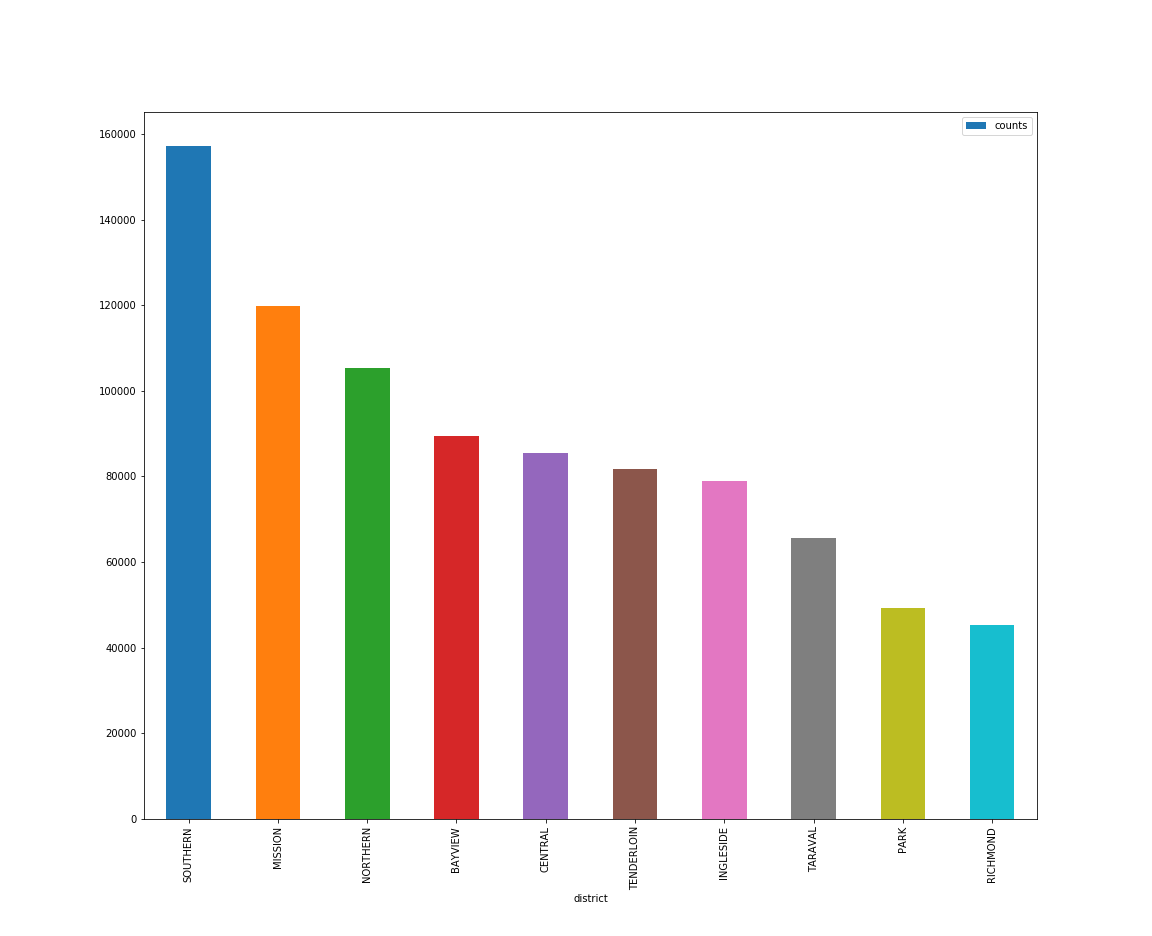 counts
160000
140000
120000
100000
80000
60000
40000
20000
0
SOUTHERN
MISSION
NORTHERN
BAYVIEW
CENTRAL
TENDERLOIN
INGLESIDE
TARAVAL
PARK
RICHMOND
district